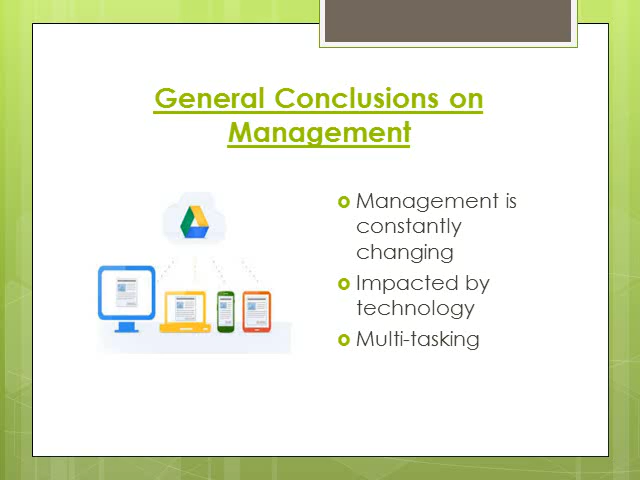 General Conclusions on
Management
Management is
constantly
changing
Impacted by
technology
Multi-tasking